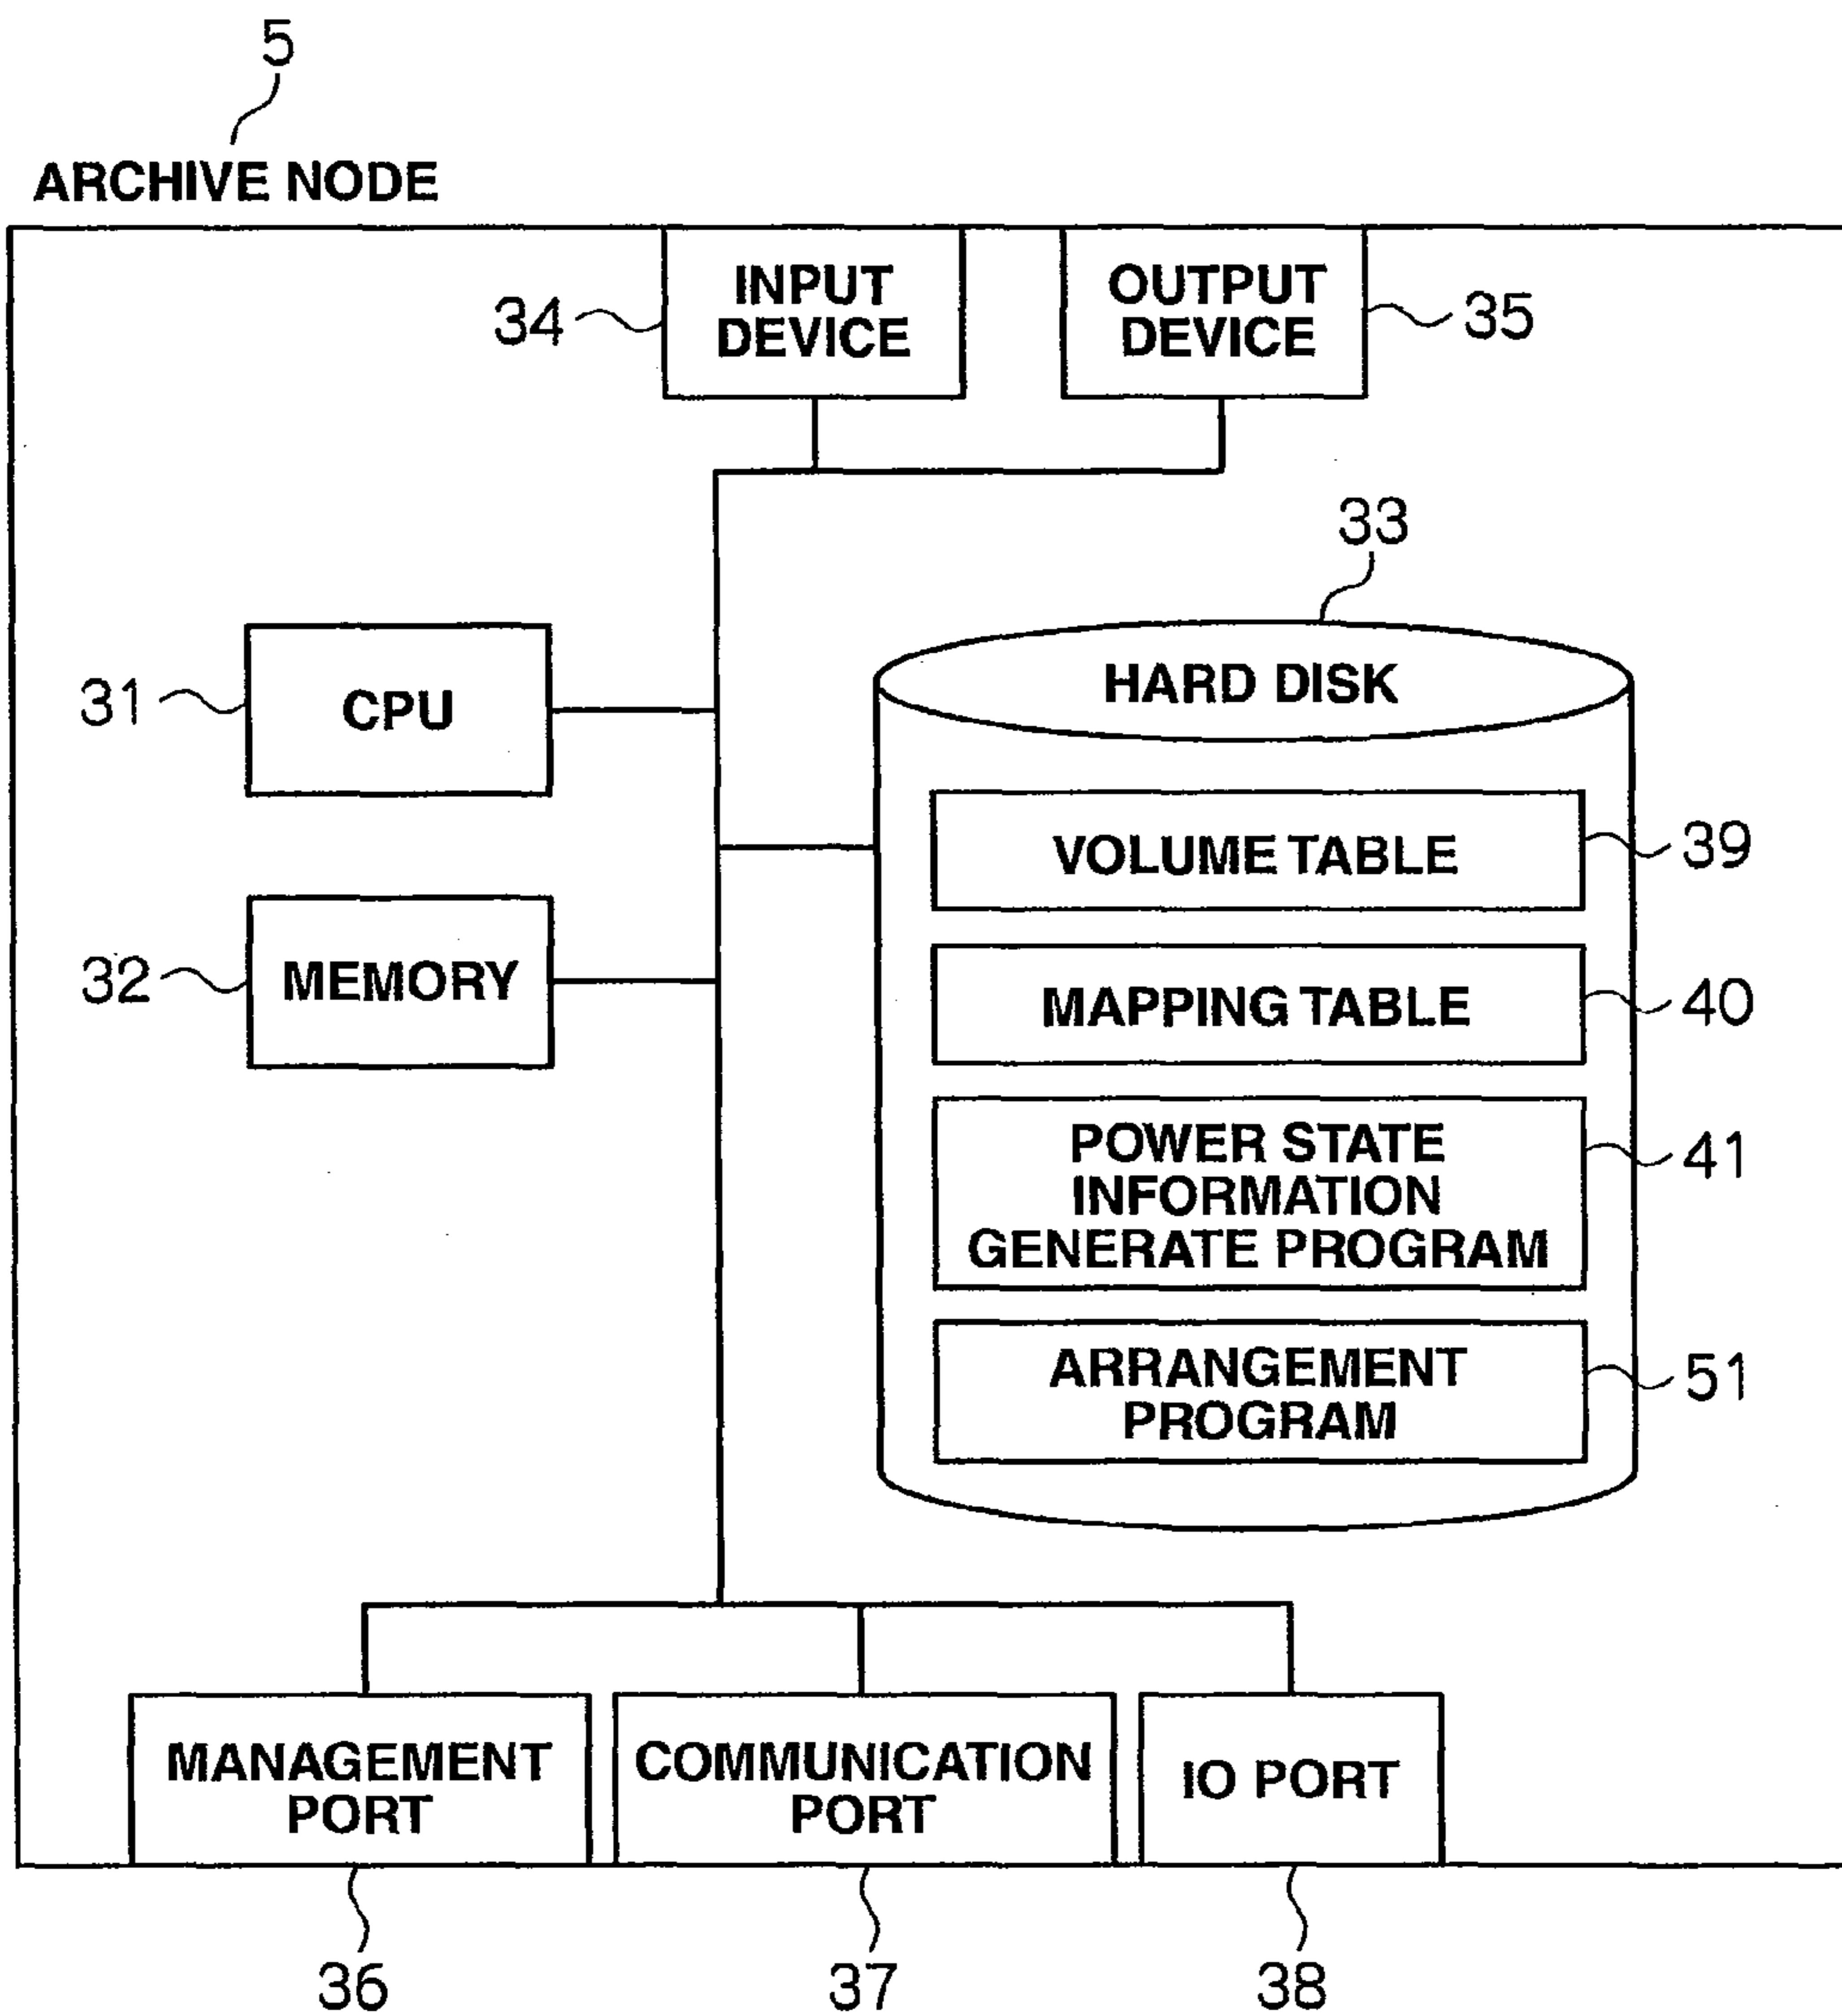 5
ARCHIVE NODE
INPUT
DEVICE
34
OUTPUT
DEVICE
35
33
HARD DISK
31
CPU
VOLUME TABLE
39
32
MEMORY
MAPPING TABLE
40
POWER STATE
INFORMATION
GENERATE PROGRAM
41
ARRANGEMENT
PROGRAM
51
MANAGEMENT
PORT
COMMUNICATION
PORT
IO PORT
36
37
38